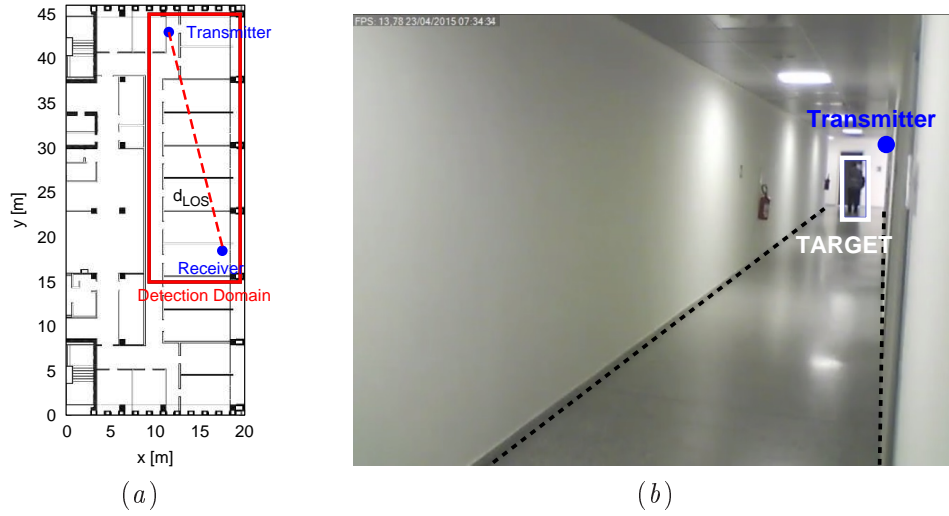 45
40
35
30
25
20
15
10
5
0
y [m]
Transmitter
d_LOS
Receiver
Detection Domain
0 5 10 15 20
x [m]
(a)
FPS: 13,78 23/04/2015 07:34:34
Transmitter
TARGET
(b)